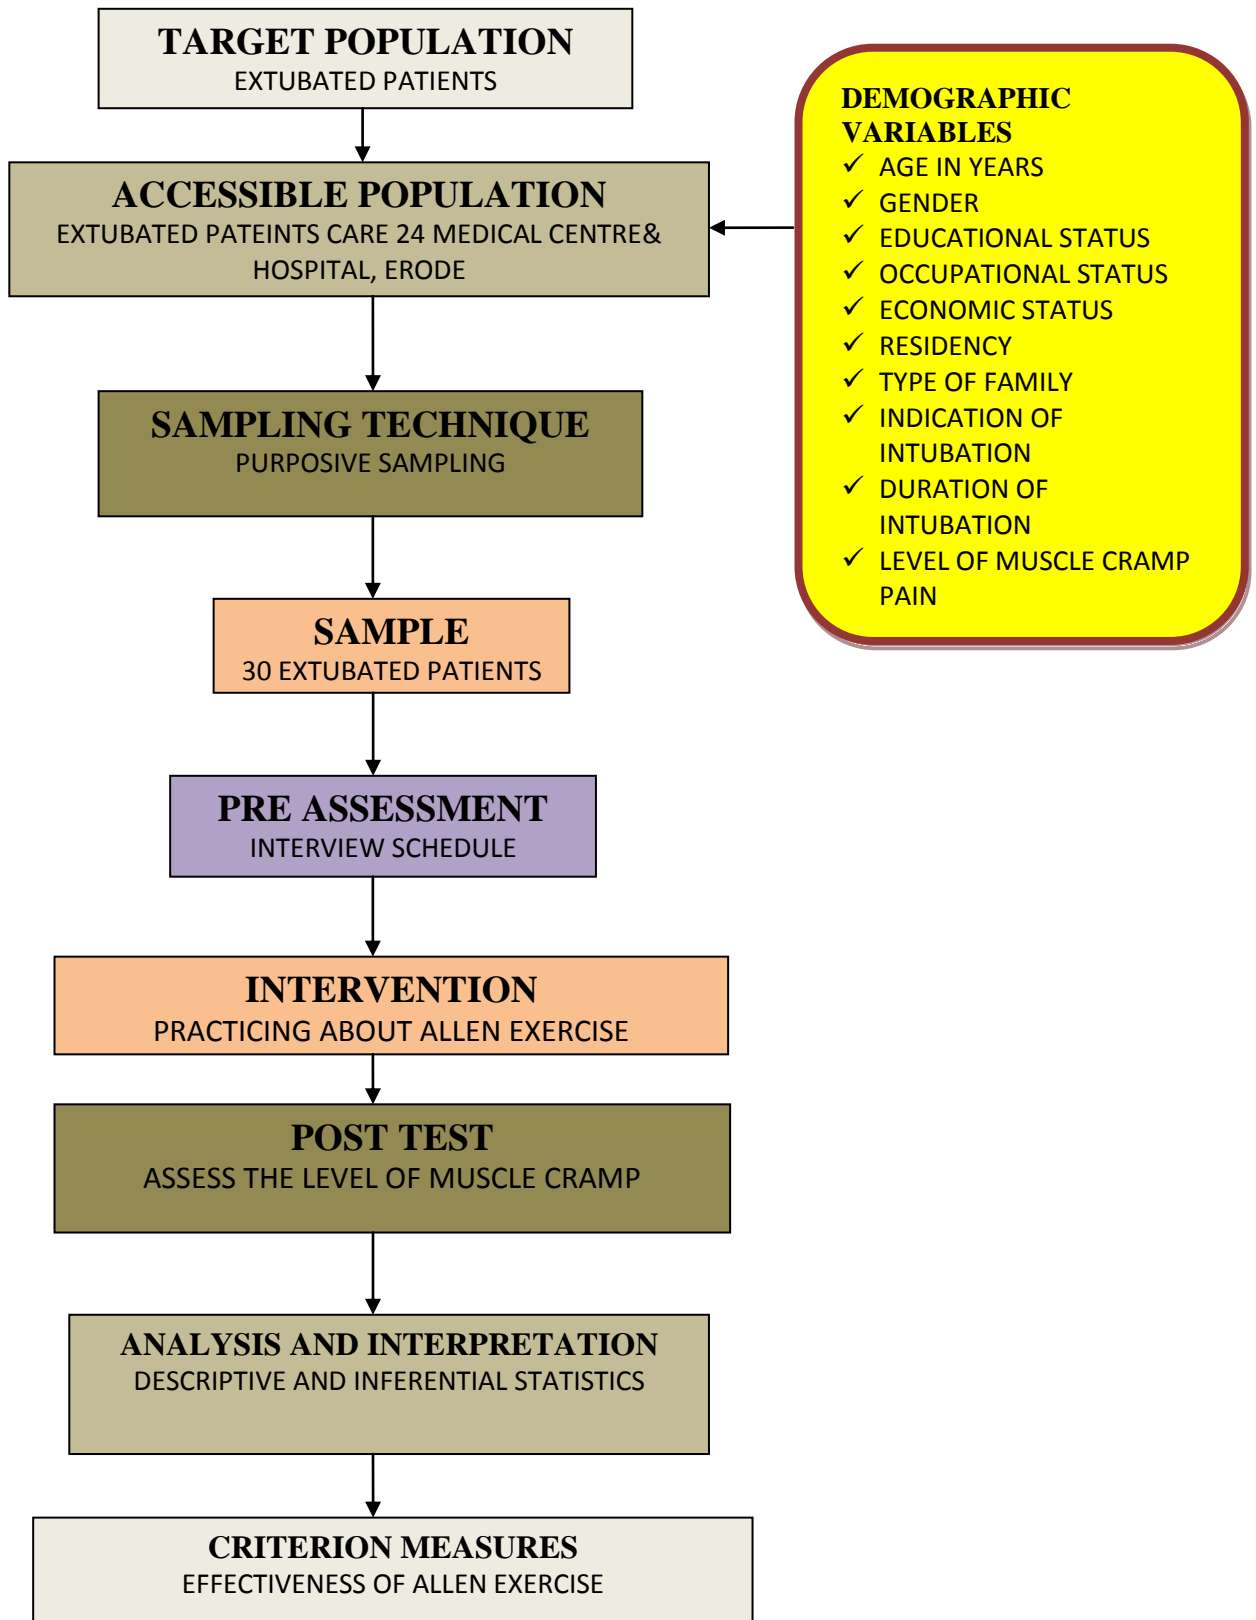 TARGET POPULATION
EXTUBATED PATIENTS
ACCESSIBLE POPULATION
EXTUBATED PATEINTS CARE 24 MEDICAL CENTRE&
HOSPITAL, ERODE
DEMOGRAPHIC
VARIABLES
✓ AGE IN YEARS
✓ GENDER
✓ EDUCATIONAL STATUS
✓ OCCUPATIONAL STATUS
✓ ECONOMIC STATUS
✓ RESIDENCY
✓ TYPE OF FAMILY
✓ INDICATION OF
INTUBATION
✓ DURATION OF
INTUBATION
✓ LEVEL OF MUSCLE CRAMP
PAIN
SAMPLING TECHNIQUE
PURPOSIVE SAMPLING
SAMPLE
30 EXTUBATED PATIENTS
PRE ASSESSMENT
INTERVIEW SCHEDULE
INTERVENTION
PRACTICING ABOUT ALLEN EXERCISE
POST TEST
ASSESS THE LEVEL OF MUSCLE CRAMP
ANALYSIS AND INTERPRETATION
DESCRIPTIVE AND INFERENTIAL STATISTICS
CRITERION MEASURES
EFFECTIVENESS OF ALLEN EXERCISE